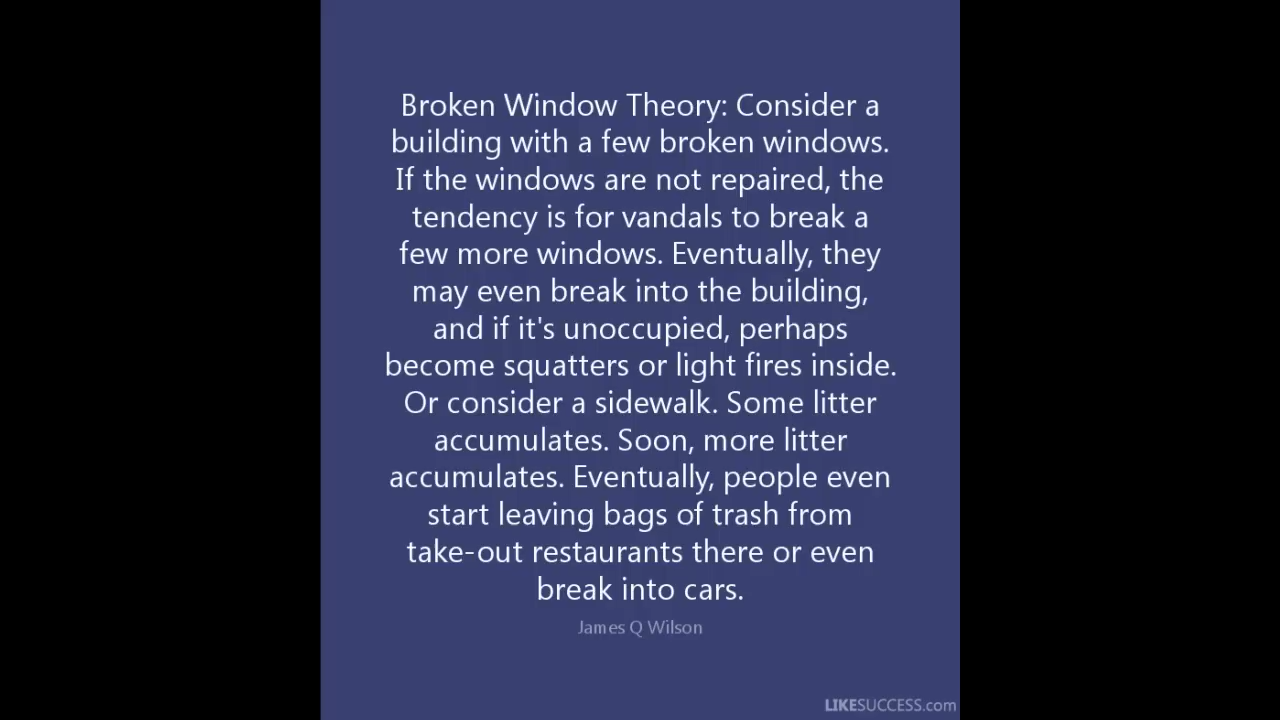 Broken Window Theory: Consider a
building with a few broken windows.
If the windows are not repaired, the
tendency is for vandals to break a
few more windows. Eventually, they
may even break into the building,
and if it's unoccupied, perhaps
become squatters or light fires inside.
Or consider a sidewalk. Some litter
accumulates. Soon, more litter
accumulates. Eventually, people even
start leaving bags of trash from
take-out restaurants there or even
break into cars.
James Q Wilson
LIKESUCCESS.com